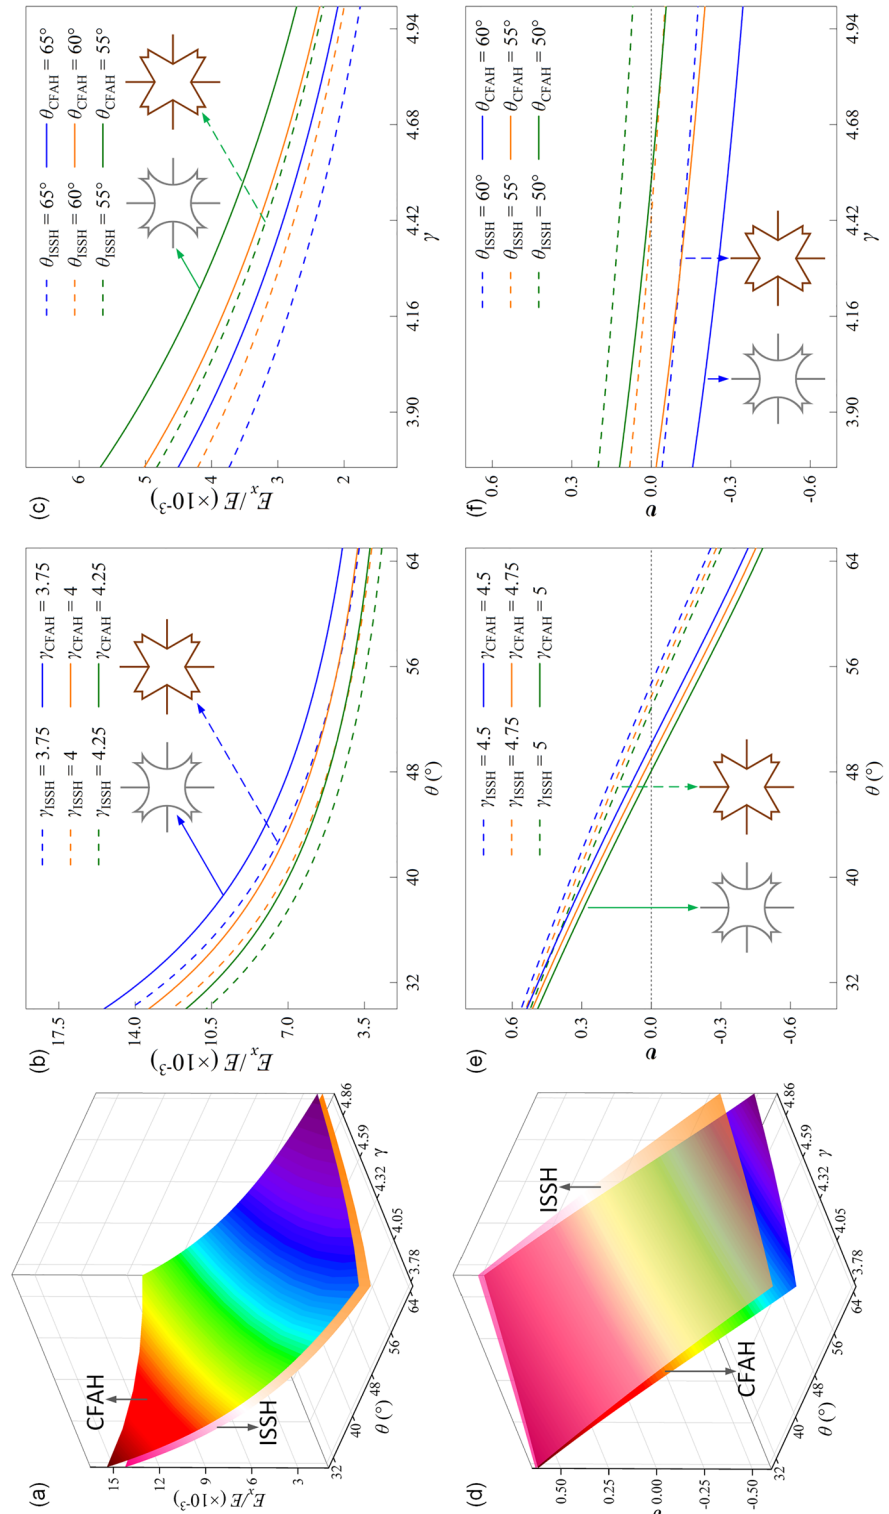 (a)
CFAH
ISSH
15
12
9
6
3
E_x/E (×10⁻³)
32
40
48
56
64
θ (°)
3.78
4.05
4.32
4.59
4.86
γ
(b)
γ_ISSH = 3.75 γ_CFAH = 3.75
γ_ISSH = 4 γ_CFAH = 4
γ_ISSH = 4.25 γ_CFAH = 4.25
17.5
14.0
10.5
7.0
3.5
E_x/E (×10⁻³)
32 40 48 56 64
θ (°)
(c)
θ_ISSH = 65° θ_CFAH = 65°
θ_ISSH = 60° θ_CFAH = 60°
θ_ISSH = 55° θ_CFAH = 55°
6
5
4
3
2
E_x/E (×10⁻³)
3.90 4.16 4.42 4.68 4.94
γ
(d)
ISSH
CFAH
0.50
0.25
0.00
-0.25
-0.50
32
40
48
56
64
θ (°)
3.78
4.05
4.32
4.59
4.86
γ
(e)
γ_ISSH = 4.5 γ_CFAH = 4.5
γ_ISSH = 4.75 γ_CFAH = 4.75
γ_ISSH = 5 γ_CFAH = 5
0.6
0.3
0.0
-0.3
-0.6
υ
32 40 48 56 64
θ (°)
(f)
θ_ISSH = 60° θ_CFAH = 60°
θ_ISSH = 55° θ_CFAH = 55°
θ_ISSH = 50° θ_CFAH = 50°
0.6
0.3
0.0
-0.3
-0.6
υ
3.90 4.16 4.42 4.68 4.94
γ